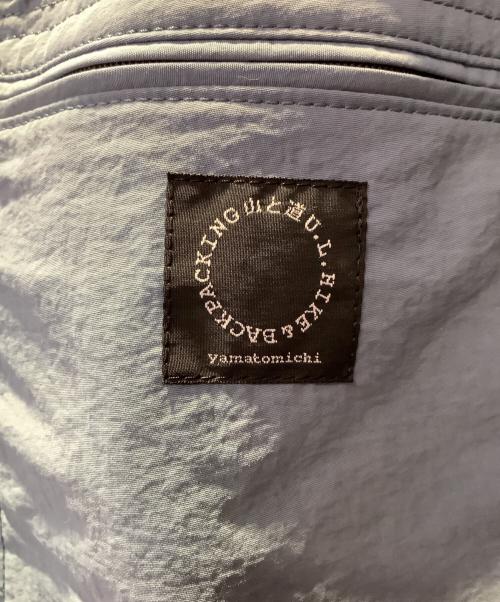 山と道 U.L. HIKE & BACKPACKING
yamatomichi